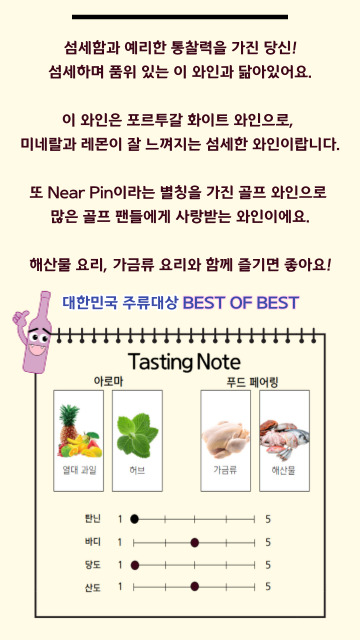 섬세함과 예리한 통찰력을 가진 당신!
섬세하며 품위 있는 이 와인과 닮아있어요.
이 와인은 포르투갈 화이트 와인으로,
미네랄과 레몬이 잘 느껴지는 섬세한 와인이랍니다.
또 Near Pin이라는 별칭을 가진 골프 와인으로
많은 골프 팬들에게 사랑받는 와인이에요.
해산물 요리, 가금류 요리와 함께 즐기면 좋아요!
대한민국 주류대상 BEST OF BEST
Tasting Note
아로마 푸드 페어링
열대 과일 허브 가금류 해산물
탄닌 1 5
바디 1 5
당도 1 5
산도 1 5